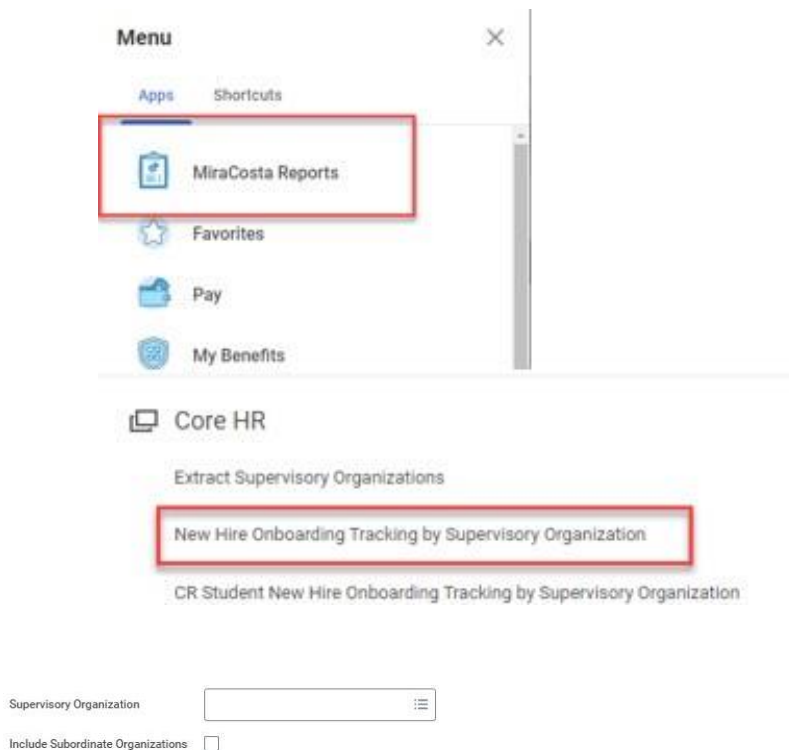 Menu
Apps Shortcuts
MiraCosta Reports
Favorites
Pay
My Benefits
Core HR
Extract Supervisory Organizations
New Hire Onboarding Tracking by Supervisory Organization
CR Student New Hire Onboarding Tracking by Supervisory Organization
Supervisory Organization
Include Subordinate Organizations